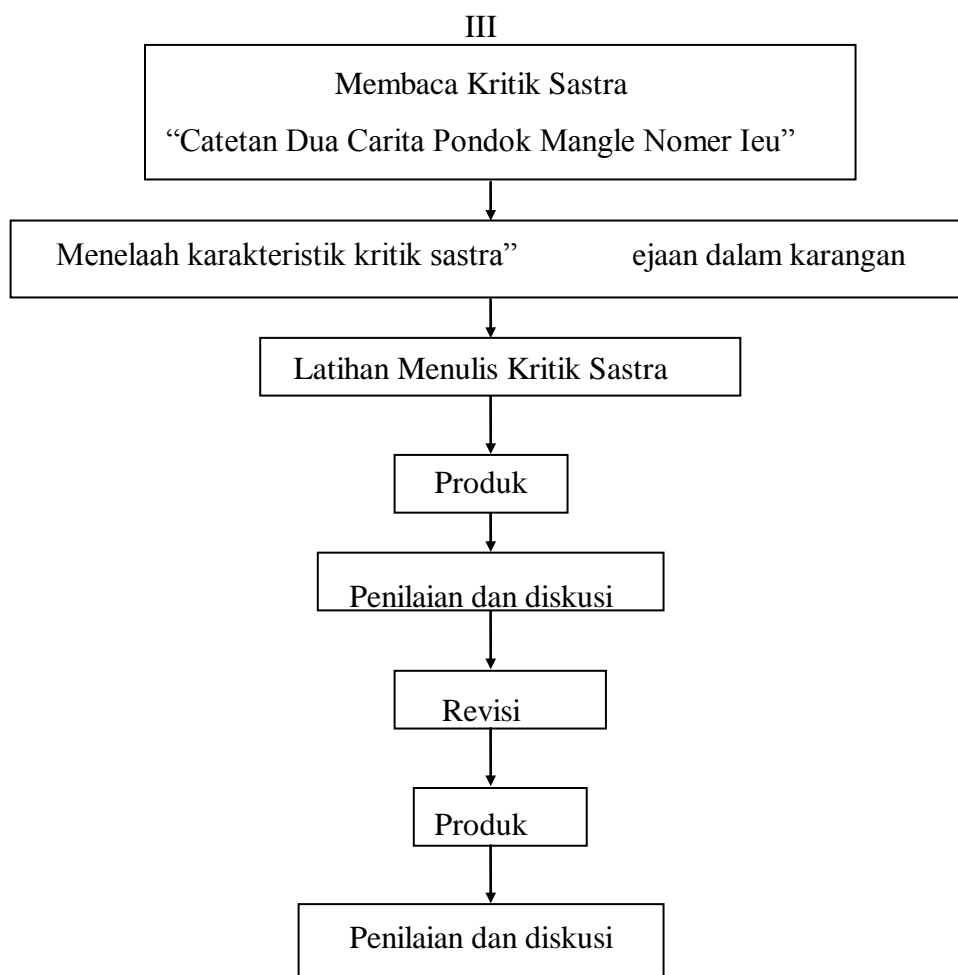 III
Membaca Kritik Sastra
“Catetan Dua Carita Pondok Mangle Nomer Ieu”
Menelaah karakteristik kritik sastra” ejaan dalam karangan
Latihan Menulis Kritik Sastra
Produk
Penilaian dan diskusi
Revisi
Produk
Penilaian dan diskusi